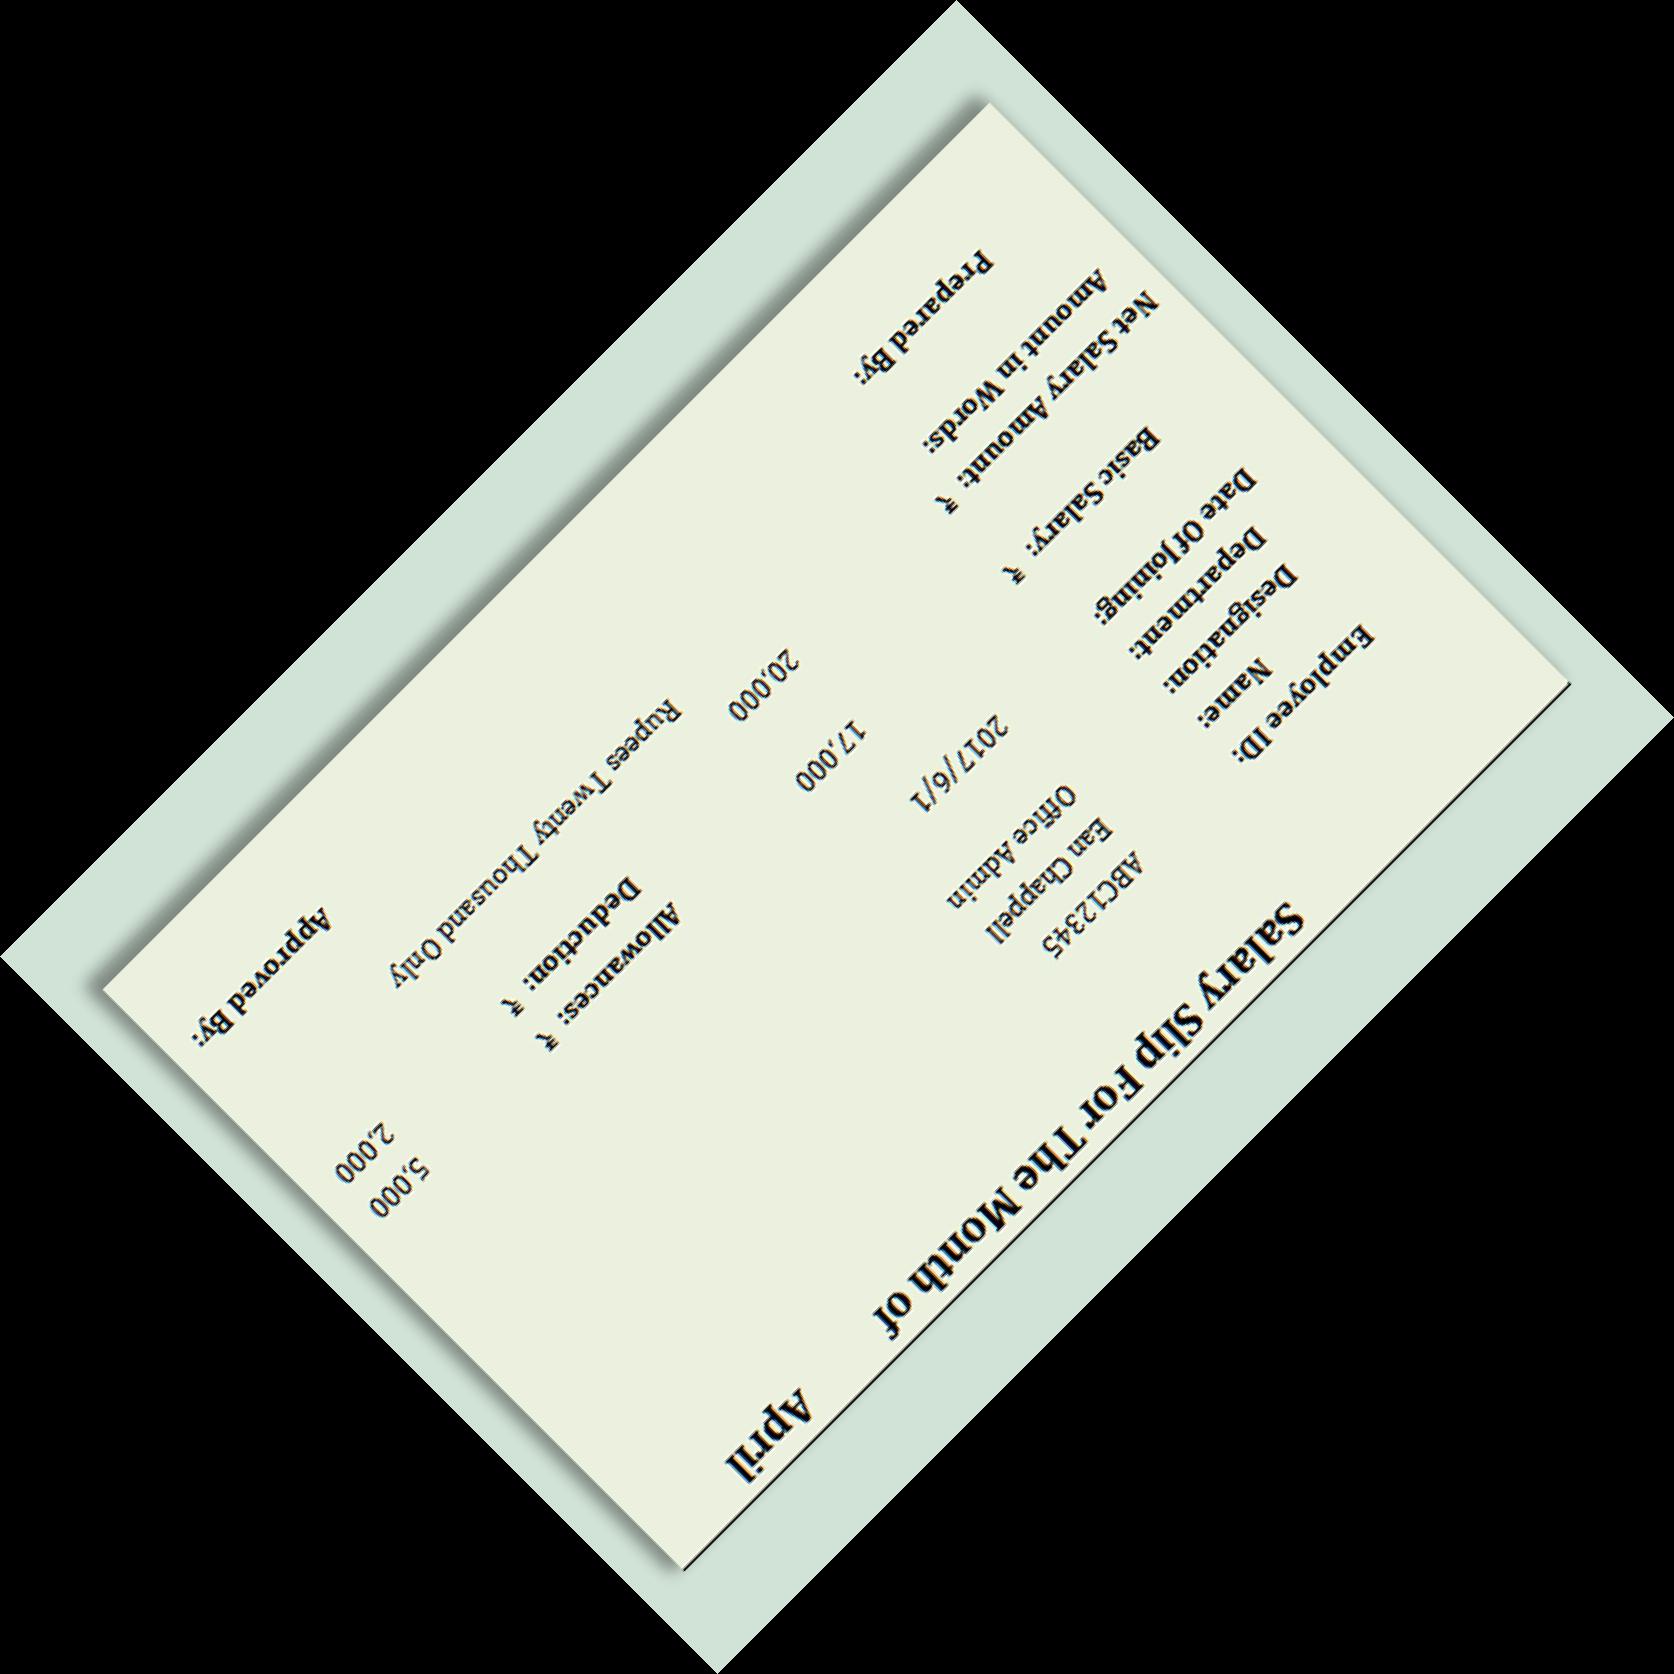 Salary Slip For The Month of April
Employee ID: ABC12345
Name: Ean Chappell
Designation: Office Admin
Department:
Date Of Joining: 2017/6/1
Basic Salary: ₹ 17,000 Allowances: ₹ 5,000
Deduction: ₹ 2,000
Net Salary Amount: ₹ 20,000
Amount in Words: Rupees Twenty Thousand Only
Prepared By: Approved By: